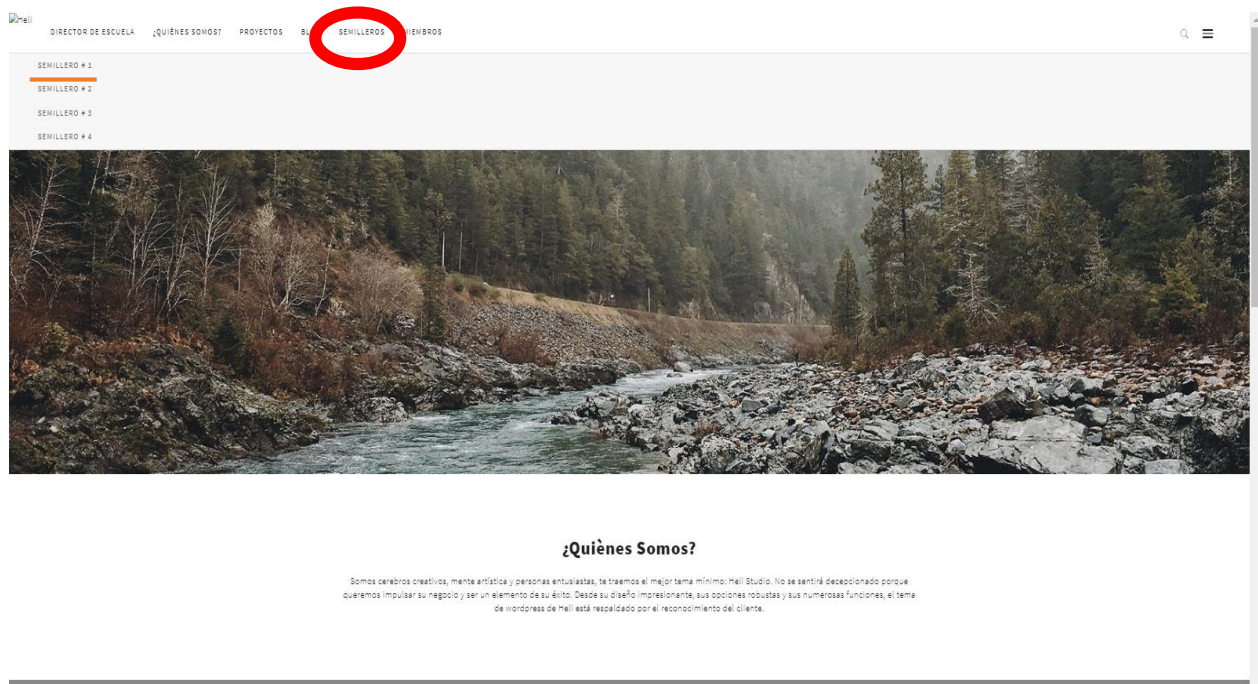 Heli
DIRECTOR DE ESCUELA ¿QUIÈNES SOMOS? PROYECTOS SEMILLEROS
SEMILLERO # 1
SEMILLERO # 2
SEMILLERO # 3
SEMILLERO # 4
¿Quiènes Somos?
Somos cerebros creativos, mente artística y personas entusiastas, te traemos el mejor tema mínimo: Heli Studio. No se sentirá decepcionado porque
queremos impulsar su negocio y ser un elemento de su éxito. Desde su diseño impresionante, sus opciones robustas y sus numerosas funciones, el tema
de wordpress de Heli está respaldado por el reconocimiento del cliente.